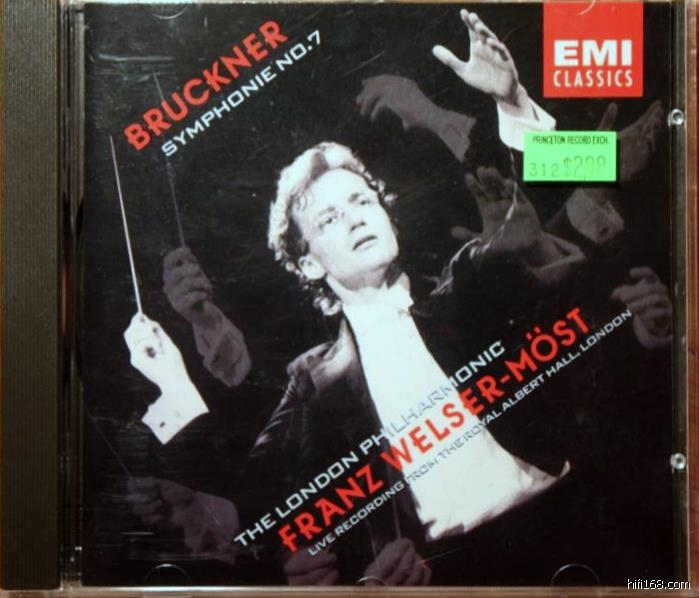 BRUCKNER
SYMPHONIE NO.7
EMI
CLASSICS
PRINCETON RECORD EXCH.
312 $2.99
THE LONDON PHILHARMONIC
FRANZ WELSER-MÖST
LIVE RECORDING FROM THE ROYAL ALBERT HALL, LONDON
hifi168.com